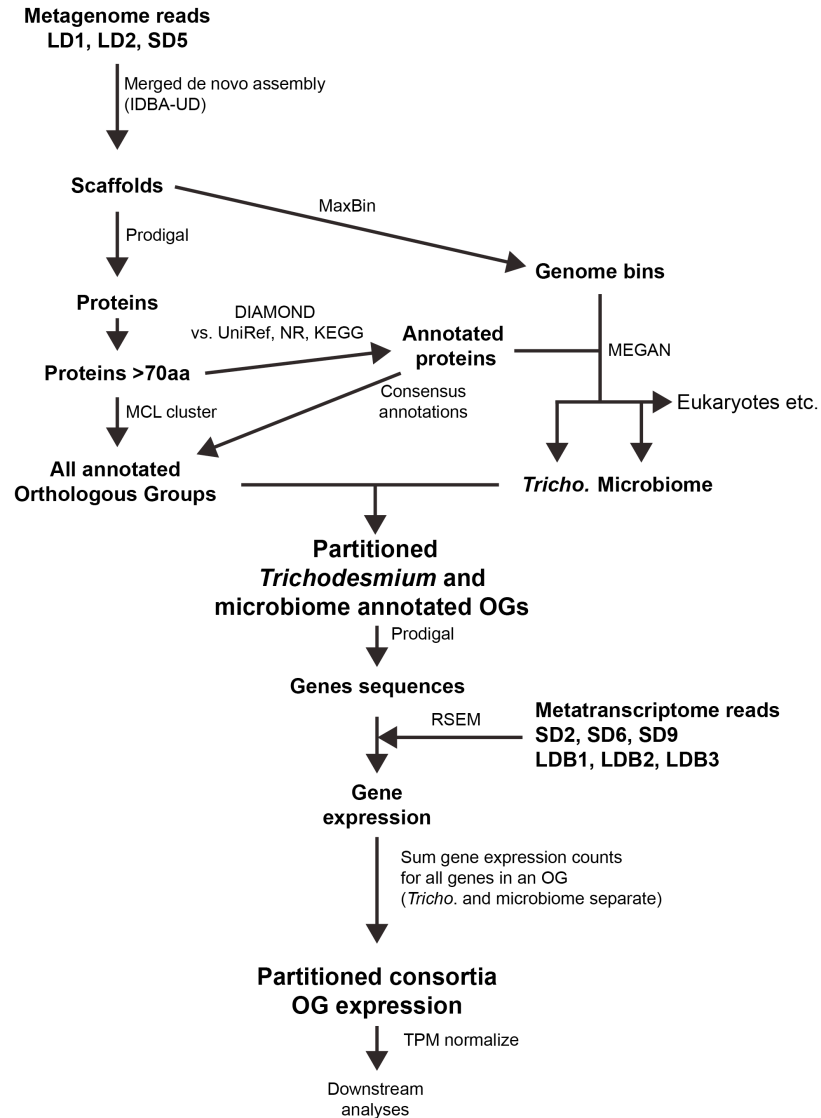 Metagenome reads
LD1, LD2, SD5
Merged de novo assembly
(IDBA-UD)
Scaffolds
MaxBin
Prodigal
Genome bins
Proteins
DIAMOND
vs. UniRef, NR, KEGG
Annotated
proteins
MEGAN
Proteins >70aa
Consensus
annotations
MCL cluster
Eukaryotes etc.
All annotated
Orthologous Groups
Tricho. Microbiome
Partitioned
Trichodesmium and
microbiome annotated OGs
Prodigal
Genes sequences
RSEM
Metatranscriptome reads
SD2, SD6, SD9
LDB1, LDB2, LDB3
Gene
expression
Sum gene expression counts
for all genes in an OG
(Tricho. and microbiome separate)
Partitioned consortia
OG expression
TPM normalize
Downstream
analyses